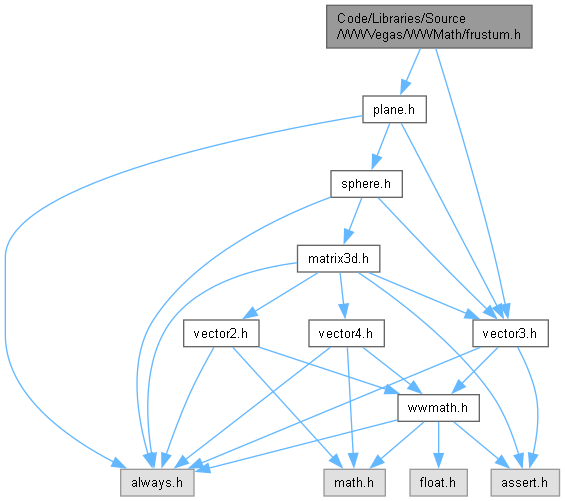 Code/Libraries/Source
/WWVegas/WWMath/frustum.h
plane.h
sphere.h
matrix3d.h
vector2.h
vector4.h
vector3.h
wwmath.h
always.h
math.h
float.h
assert.h